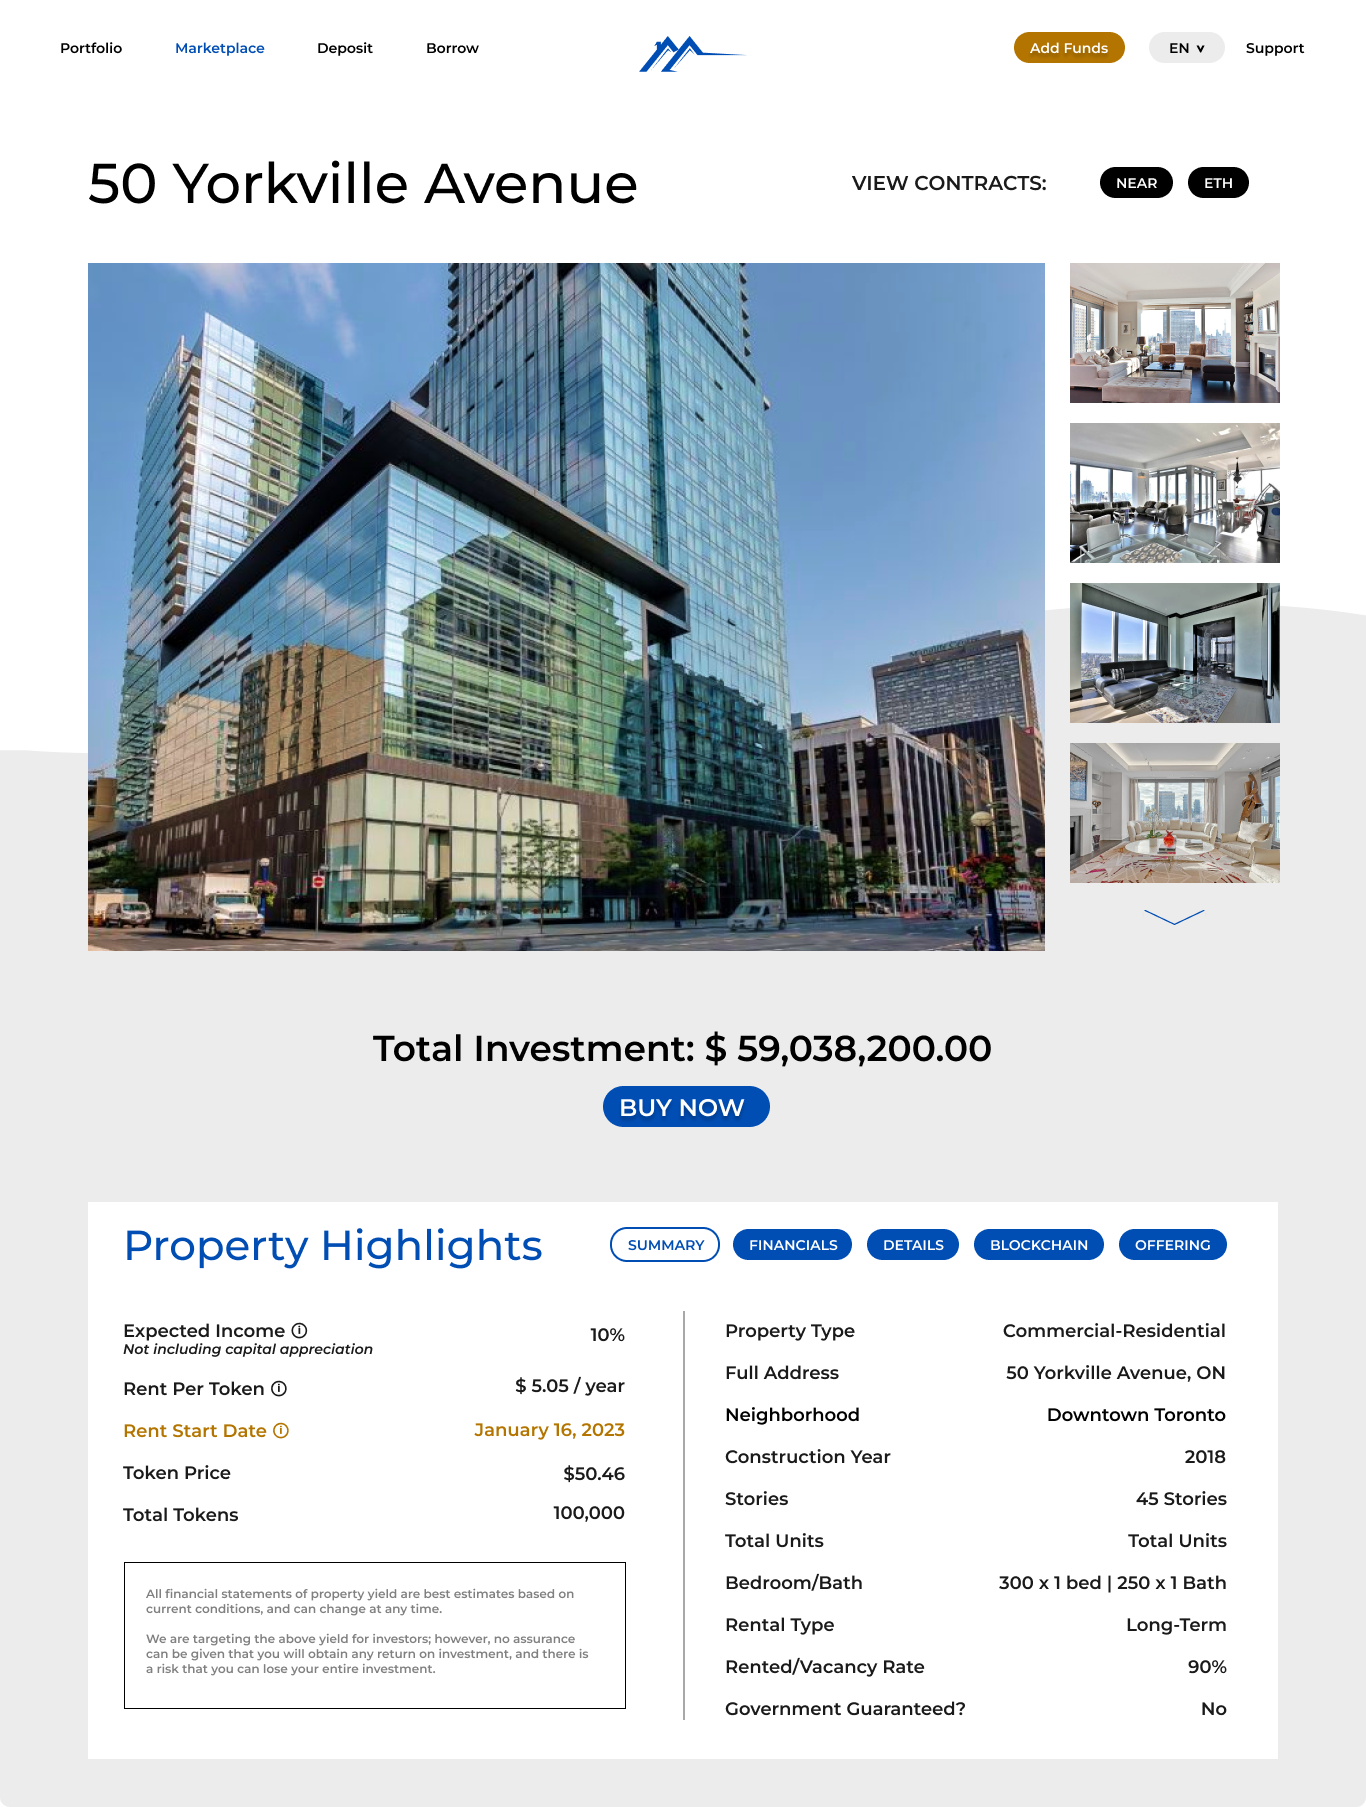 Portfolio
Marketplace
Deposit
Borrow
Add Funds
EN
Support
50 Yorkville Avenue
VIEW CONTRACTS:
NEAR
ETH
Total Investment: $ 59,038,200.00
BUY NOW
Property Highlights
SUMMARY
FINANCIALS
DETAILS
BLOCKCHAIN
OFFERING
Expected Income
Not including capital appreciation
10%
Rent Per Token
$ 5.05 / year
Rent Start Date
January 16, 2023
Token Price
$50.46
Total Tokens
100,000
All financial statements of property yield are best estimates based on
current conditions, and can change at any time.
We are targeting the above yield for investors; however, no assurance
can be given that you will obtain any return on investment, and there is
a risk that you can lose your entire investment.
Property Type
Commercial-Residential
Full Address
50 Yorkville Avenue, ON
Neighborhood
Downtown Toronto
Construction Year
2018
Stories
45 Stories
Total Units
Total Units
Bedroom/Bath
300 x 1 bed | 250 x 1 Bath
Rental Type
Long-Term
Rented/Vacancy Rate
90%
Government Guaranteed?
No